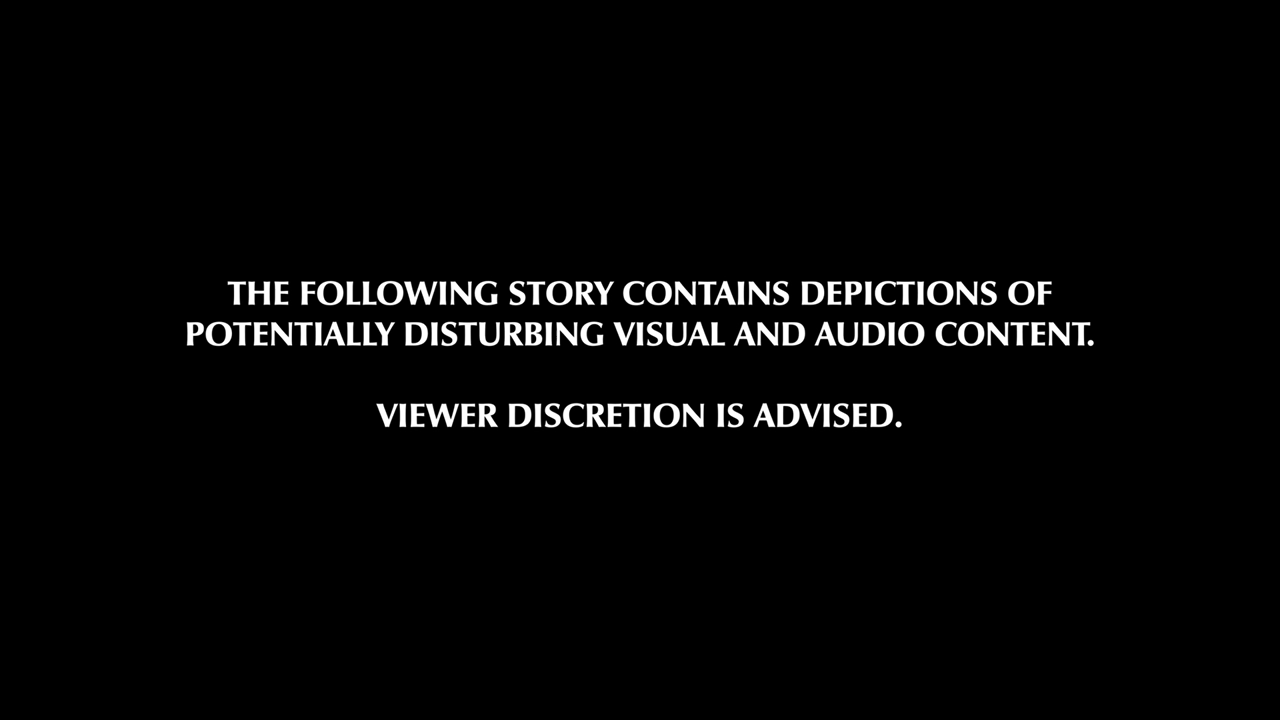 THE FOLLOWING STORY CONTAINS DEPICTIONS OF
POTENTIALLY DISTURBING VISUAL AND AUDIO CONTENT.
VIEWER DISCRETION IS ADVISED.